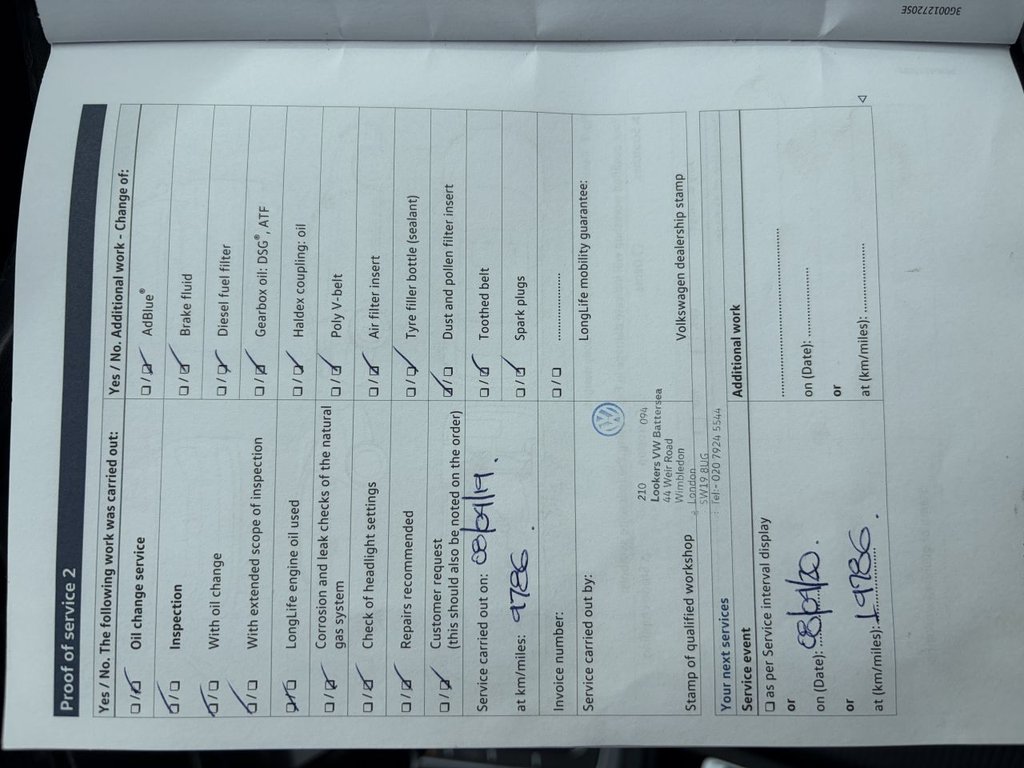 3G0012720SE
Proof of service 2
Yes / No. The following work was carried out:
☐ / ☑ Oil change service
☑ / ☐ Inspection
☑ / ☐ With oil change
☑ / ☐ With extended scope of inspection
☑ / ☐ LongLife engine oil used
☐ / ☑ Corrosion and leak checks of the natural
gas system
☐ / ☑ Check of headlight settings
☐ / ☑ Repairs recommended
☐ / ☑ Customer request
(this should also be noted on the order)
Service carried out on: 08/09/19.
at km/miles: 9786.
Invoice number:
Service carried out by:
210 094
Lookers VW Battersea
44 Weir Road
Wimbledon
London
SW19 8UG
Tel:- 020 7924 5544
Stamp of qualified workshop
Yes / No. Additional work - Change of:
☐ / ☑ AdBlue®
☐ / ☑ Brake fluid
☐ / ☑ Diesel fuel filter
☐ / ☑ Gearbox oil: DSG®, ATF
☐ / ☑ Haldex coupling: oil
☐ / ☑ Poly V-belt
☐ / ☑ Air filter insert
☐ / ☑ Tyre filler bottle (sealant)
☑ / ☐ Dust and pollen filter insert
☐ / ☑ Toothed belt
☐ / ☑ Spark plugs
☐ / ☐ ....................
LongLife mobility guarantee:
Volkswagen dealership stamp
Your next services
Service event
☐ as per Service interval display
or
on (Date): 08/09/20.
or
at (km/miles): 19786.
Additional work
........................................
on (Date): ....................
or
at (km/miles): ....................